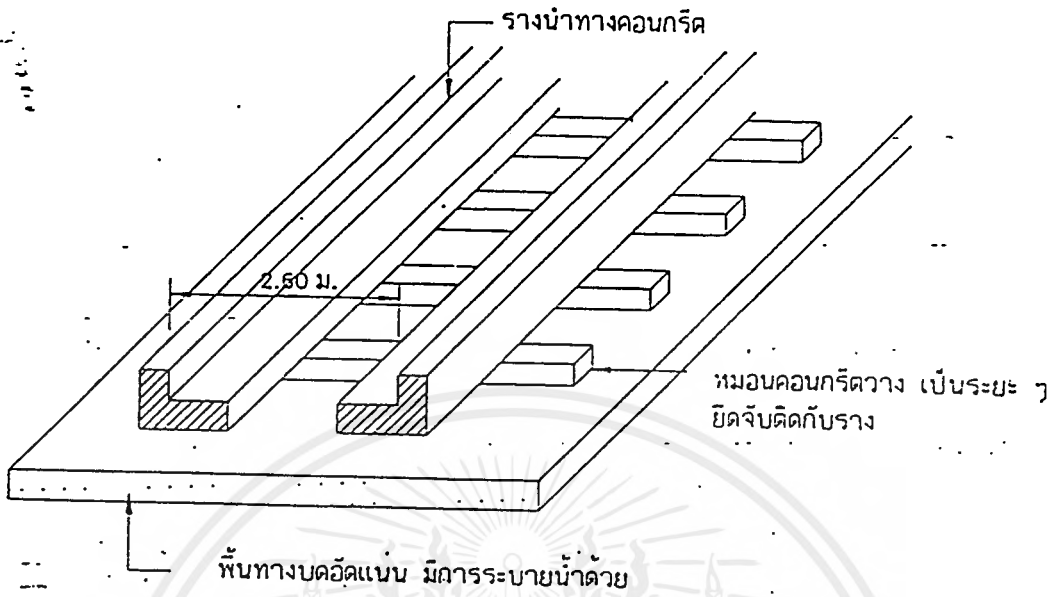 รางนำทางคอนกรีต
2.60 ม.
หมอนคอนกรีตวาง เป็นระยะ ๆ
ยึดจับติดกับราง
พื้นทางบดอัดแน่น มีการระบายน้ำด้วย